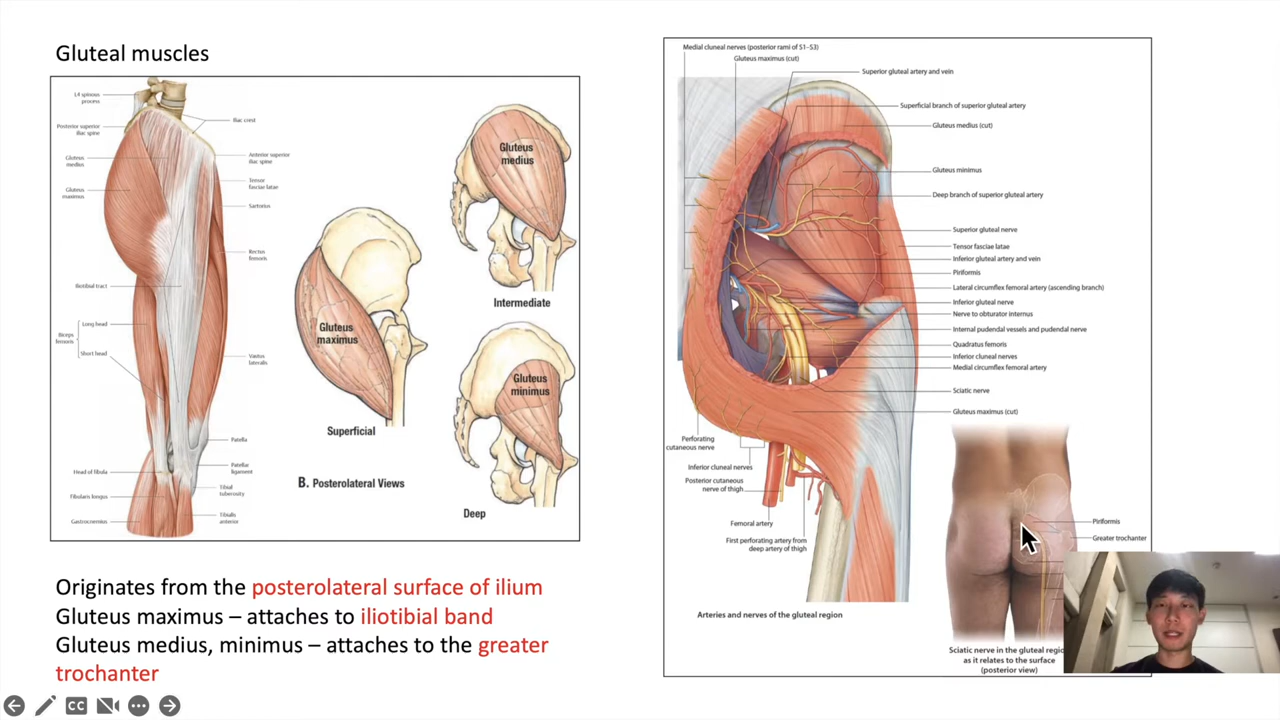 Gluteal muscles
L4 spinous
process
Posterior superior
iliac spine
Gluteus
medius
Gluteus
maximus
Iliotibial tract
Biceps
femoris
Long head
Short head
Head of fibula
Fibularis longus
Gastrocnemius
Iliac crest
Anterior superior
iliac spine
Tensor
fasciae latae
Sartorius
Rectus
femoris
Vastus
lateralis
Patella
Patellar
ligament
Tibial
tuberosity
Tibialis
anterior
Gluteus
maximus
Superficial
Gluteus
medius
Intermediate
Gluteus
minimus
Deep
B. Posterolateral Views
Originates from the posterolateral surface of ilium
Gluteus maximus – attaches to iliotibial band
Gluteus medius, minimus – attaches to the greater
trochanter
CC
Medial cluneal nerves (posterior rami of S1–S3)
Gluteus maximus (cut)
Superior gluteal artery and vein
Superficial branch of superior gluteal artery
Gluteus medius (cut)
Gluteus minimus
Deep branch of superior gluteal artery
Superior gluteal nerve
Tensor fasciae latae
Inferior gluteal artery and vein
Piriformis
Lateral circumflex femoral artery (ascending branch)
Inferior gluteal nerve
Nerve to obturator internus
Internal pudendal vessels and pudendal nerve
Quadratus femoris
Inferior cluneal nerves
Medial circumflex femoral artery
Sciatic nerve
Gluteus maximus (cut)
Perforating
cutaneous nerve
Inferior cluneal nerves
Posterior cutaneous
nerve of thigh
Femoral artery
First perforating artery from
deep artery of thigh
Arteries and nerves of the gluteal region
Piriformis
Greater trochanter
Sciatic nerve in the gluteal regio
as it relates to the surface
(posterior view)